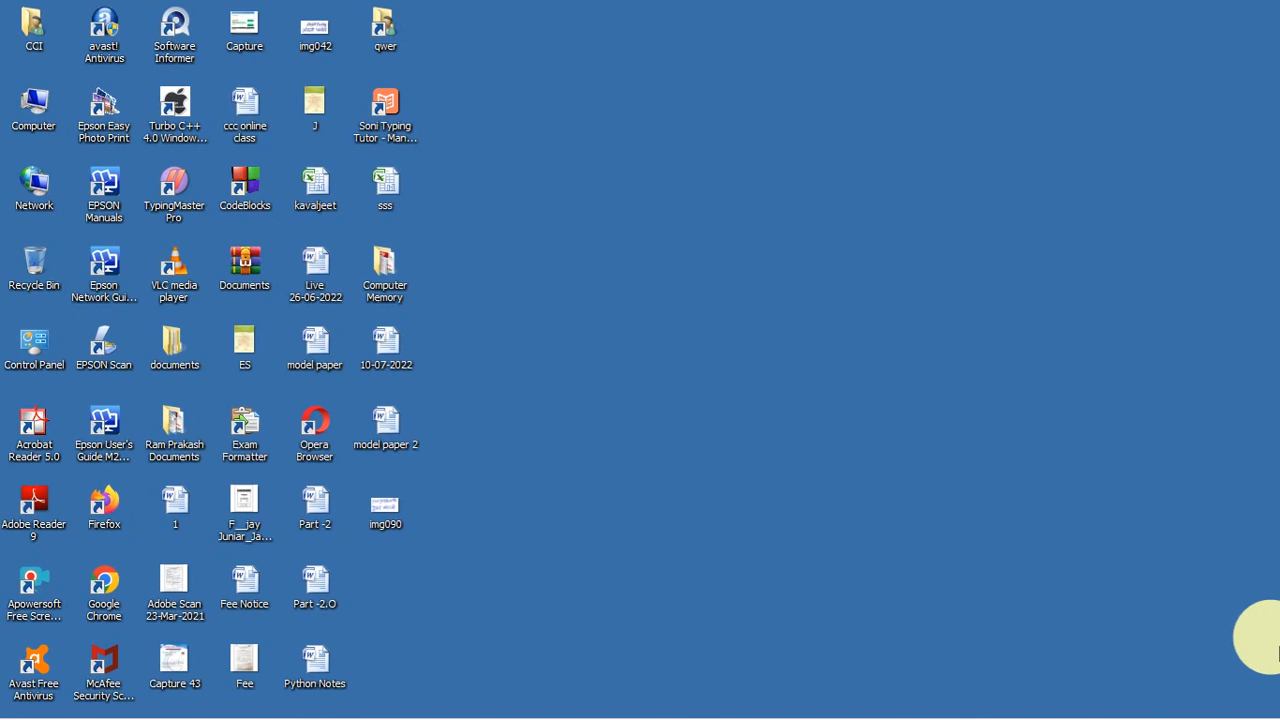 CCI
avast!
Antivirus
Software
Informer
Capture
img042
qwer
Computer
Epson Easy
Photo Print
Turbo C++
4.0 Window...
ccc online
class
J
Soni Typing
Tutor - Man...
Network
EPSON
Manuals
TypingMaster
Pro
CodeBlocks
kavaljeet
sss
Recycle Bin
Epson
Network Gui...
VLC media
player
Documents
Live
26-06-2022
Computer
Memory
Control Panel
EPSON Scan
documents
ES
model paper
10-07-2022
Acrobat
Reader 5.0
Epson User's
Guide M2...
Ram Prakash
Documents
Exam
Formatter
Opera
Browser
model paper 2
Adobe Reader
9
Firefox
1
F__jay
Juniar_Ja...
Part -2
img090
Apowersoft
Free Scre...
Google
Chrome
Adobe Scan
23-Mar-2021
Fee Notice
Part -2.O
Avast Free
Antivirus
McAfee
Security Sc...
Capture 43
Fee
Python Notes